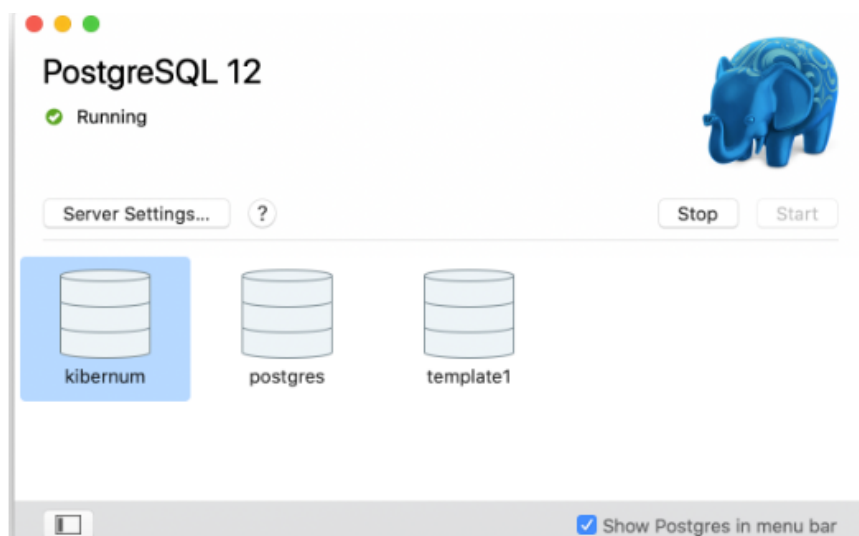 PostgreSQL 12
Running
Server Settings... ? Stop Start
kibernum postgres template1
Show Postgres in menu bar